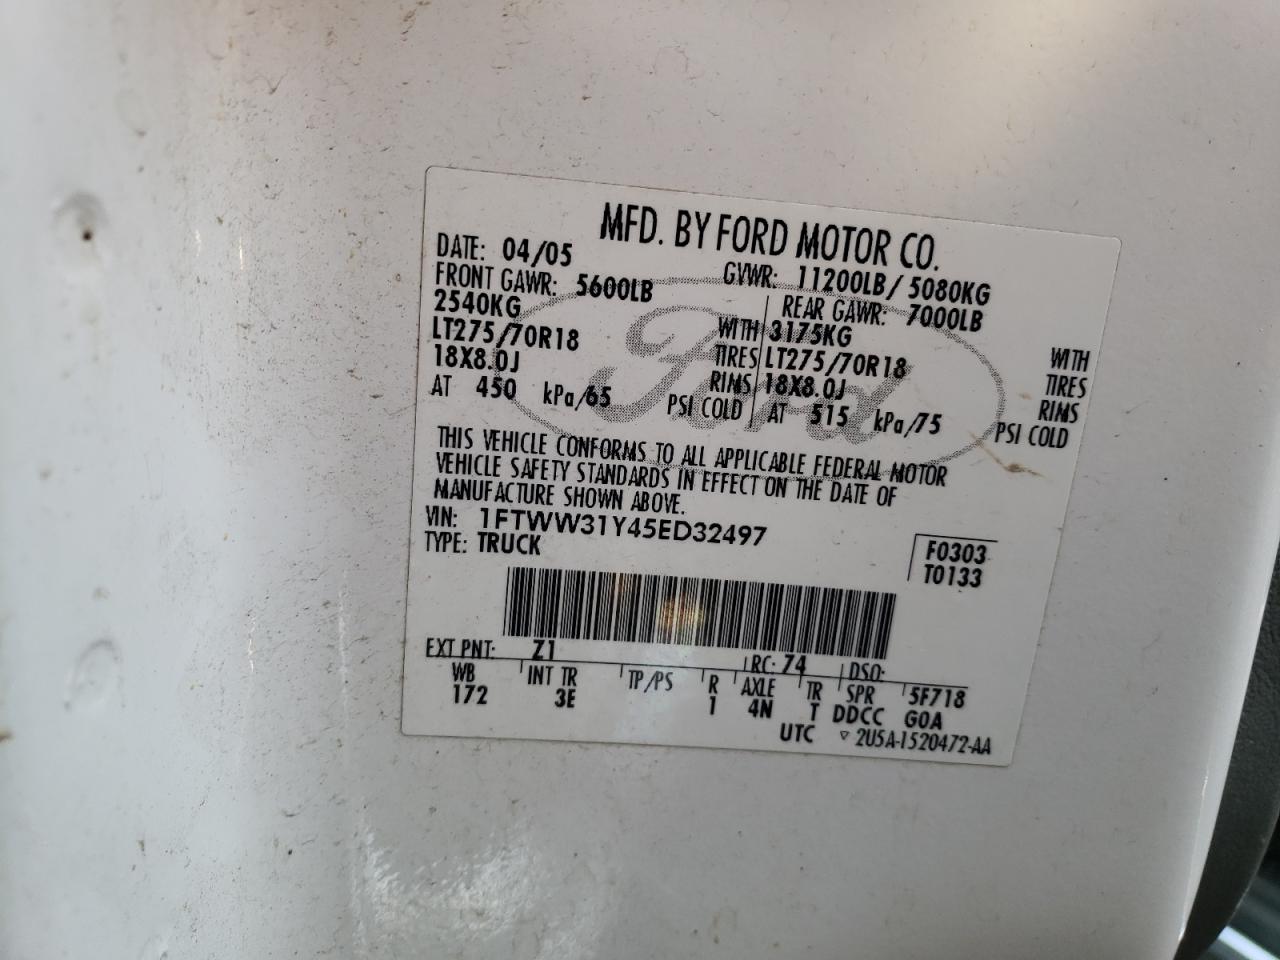 MFD. BY FORD MOTOR CO.
DATE: 04/05 GVWR: 11200LB/ 5080KG
FRONT GAWR: 5600LB REAR GAWR: 7000LB
2540KG WITH 3175KG WITH
LT275/70R18 TIRES LT275/70R18 TIRES
18X8.0J RIMS 18X8.0J RIMS
AT 450 kPa/65 PSI COLD AT 515 kPa/75 PSI COLD
Ford
THIS VEHICLE CONFORMS TO ALL APPLICABLE FEDERAL MOTOR
VEHICLE SAFETY STANDARDS IN EFFECT ON THE DATE OF
MANUFACTURE SHOWN ABOVE.
VIN: 1FTWW31Y45ED32497
TYPE: TRUCK
F0303
T0133
EXT PNT: Z1 RC: 74 DSO:
WB INT TR TP/PS R AXLE TR SPR 5F718
172 3E 1 4N T DDCC G0A
UTC ▽ 2U5A-1520472-AA